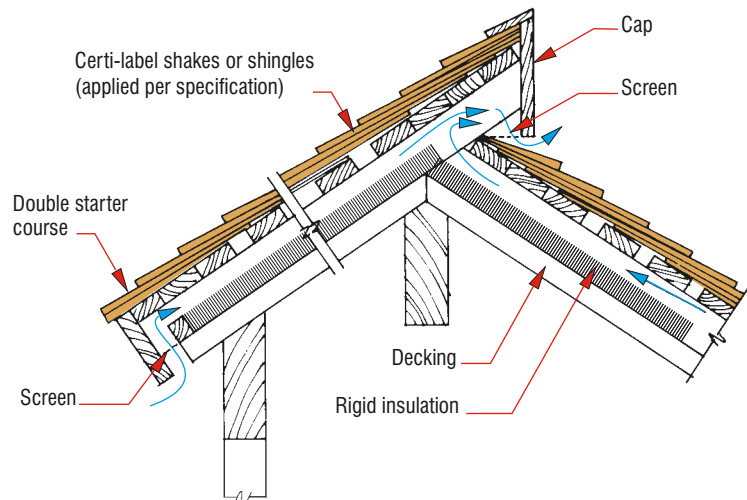 Cap
Certi-label shakes or shingles
(applied per specification)
Screen
Double starter
course
Decking
Screen
Rigid insulation